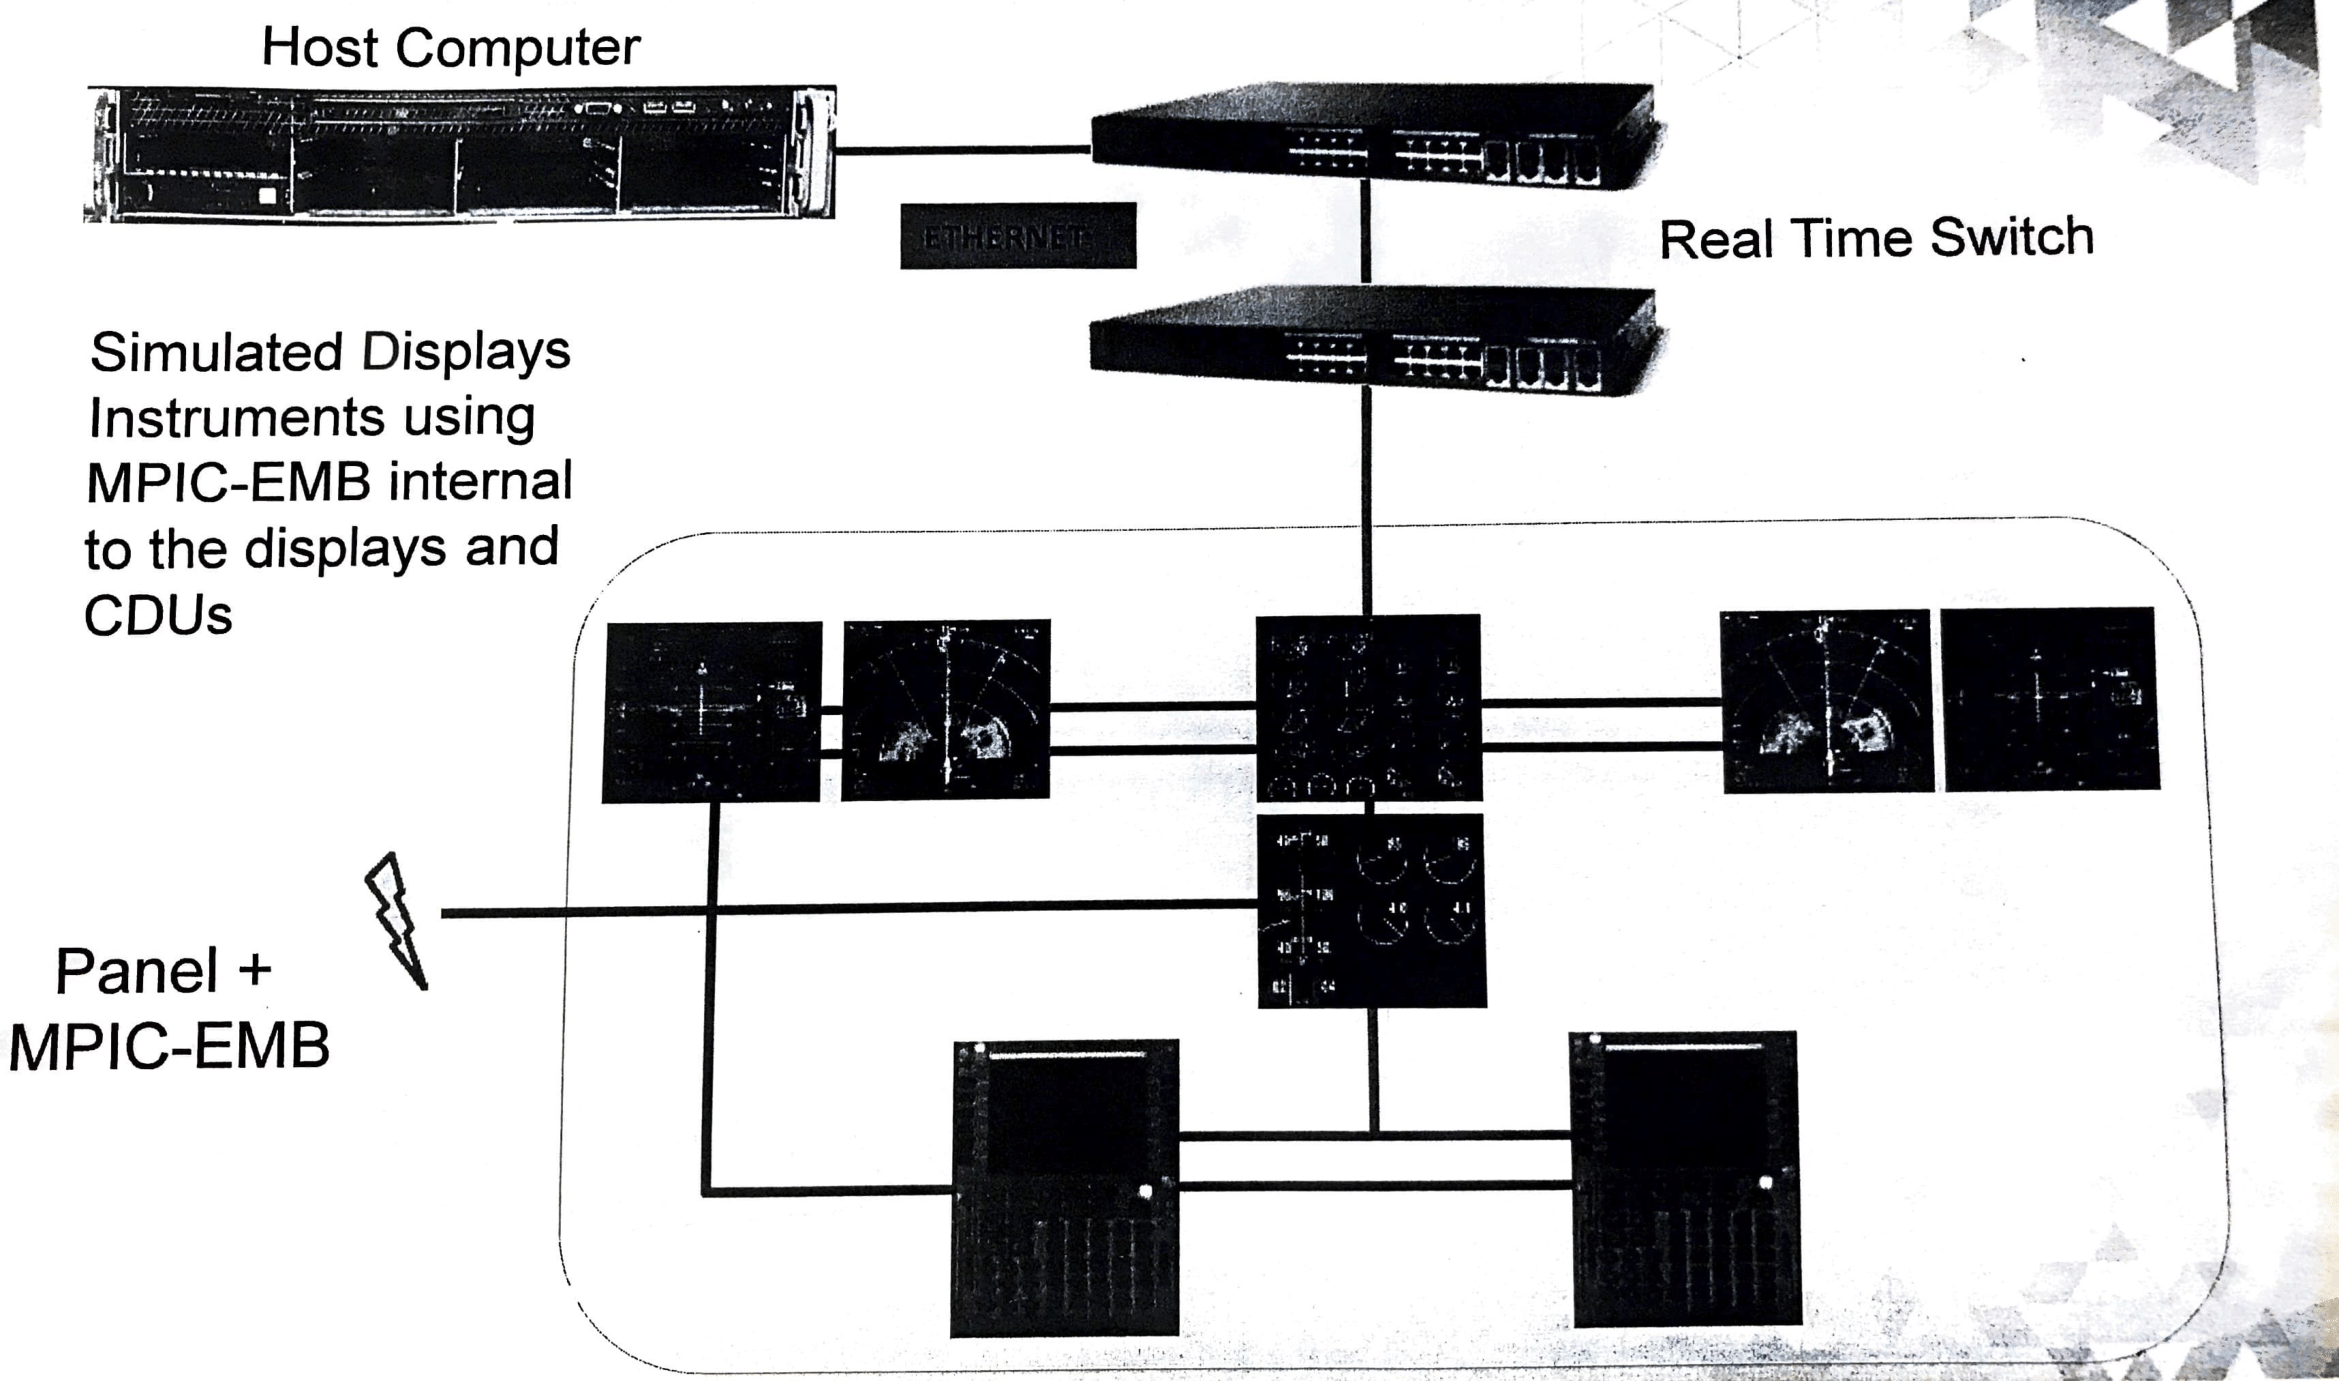 Host Computer
ETHERNET
Real Time Switch
Simulated Displays
Instruments using
MPIC-EMB internal
to the displays and
CDUs
Panel +
MPIC-EMB